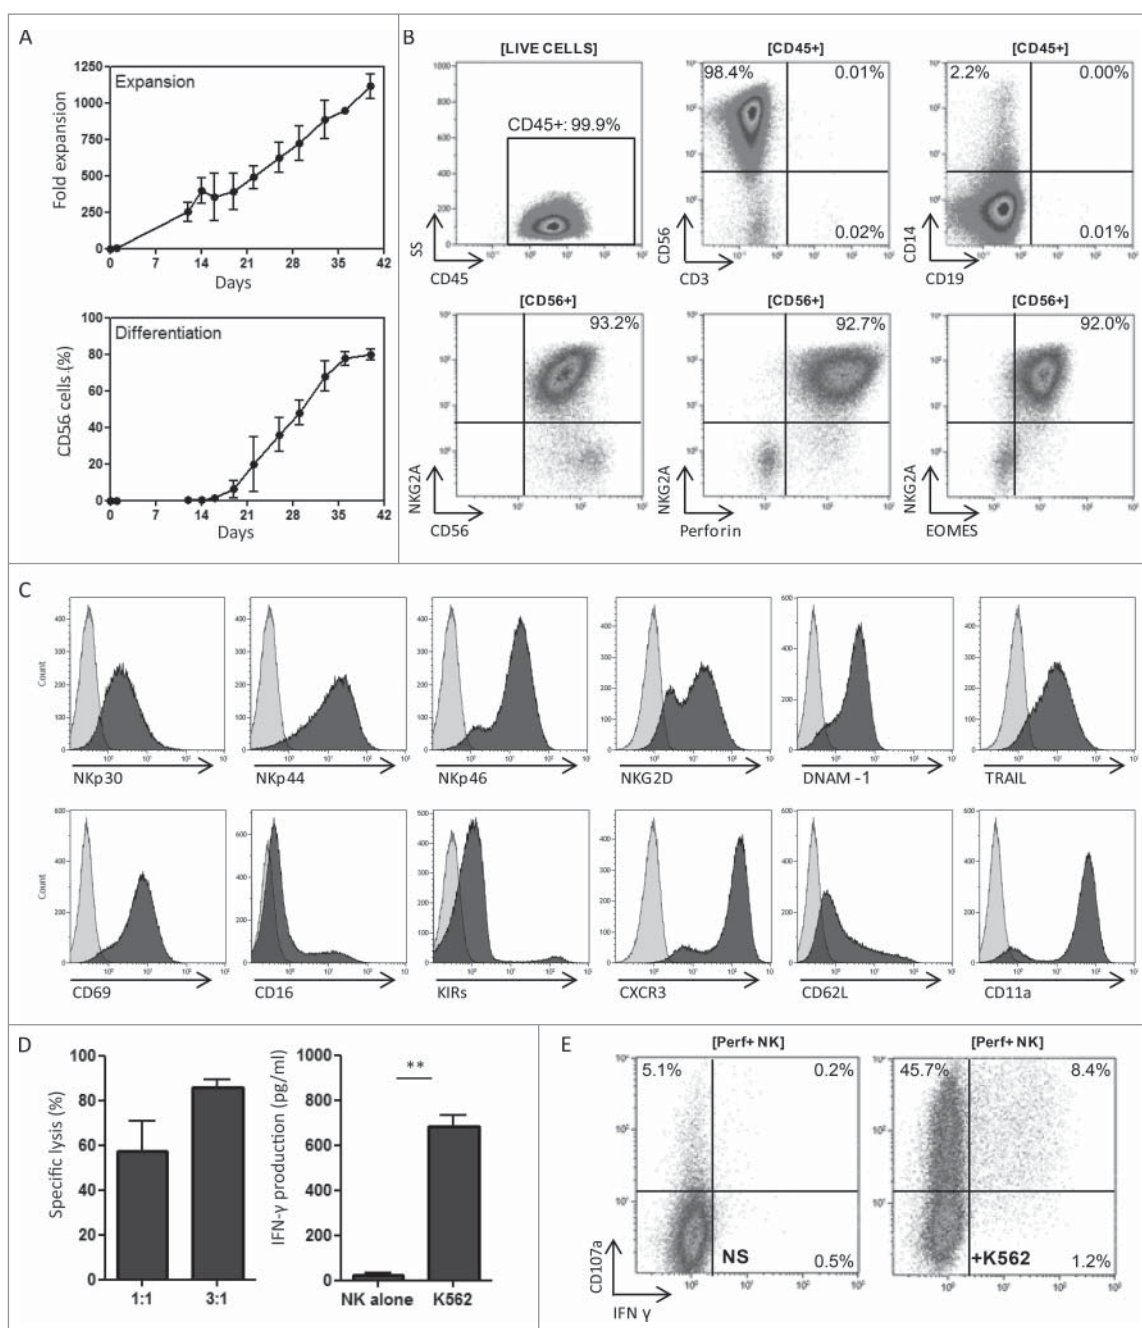 A
Expansion
Fold expansion
1250
1000
750
500
250
0
0 7 14 21 28 35 42
Days
Differentiation
CD56 cells (%)
100
80
60
40
20
0
0 7 14 21 28 35 42
Days
B
[LIVE CELLS]
1000
800
600
400
200
0
CD45+: 99.9%
SS
CD45
[CD45+]
98.4% 0.01%
0.02%
CD56
CD3
[CD45+]
2.2% 0.00%
0.01%
CD14
CD19
[CD56+]
93.2%
NKG2A
CD56
[CD56+]
92.7%
NKG2A
Perforin
[CD56+]
92.0%
NKG2A
EOMES
C
Count
NKp30
NKp44
NKp46
NKG2D
DNAM -1
TRAIL
Count
CD69
CD16
KIRs
CXCR3
CD62L
CD11a
D
Specific lysis (%)
100
80
60
40
20
0
1:1 3:1
IFN-γ production (pg/ml)
1000
800
600
400
200
0
**
NK alone K562
E
[Perf+ NK]
5.1% 0.2%
NS 0.5%
CD107a
IFN γ
[Perf+ NK]
45.7% 8.4%
+K562 1.2%